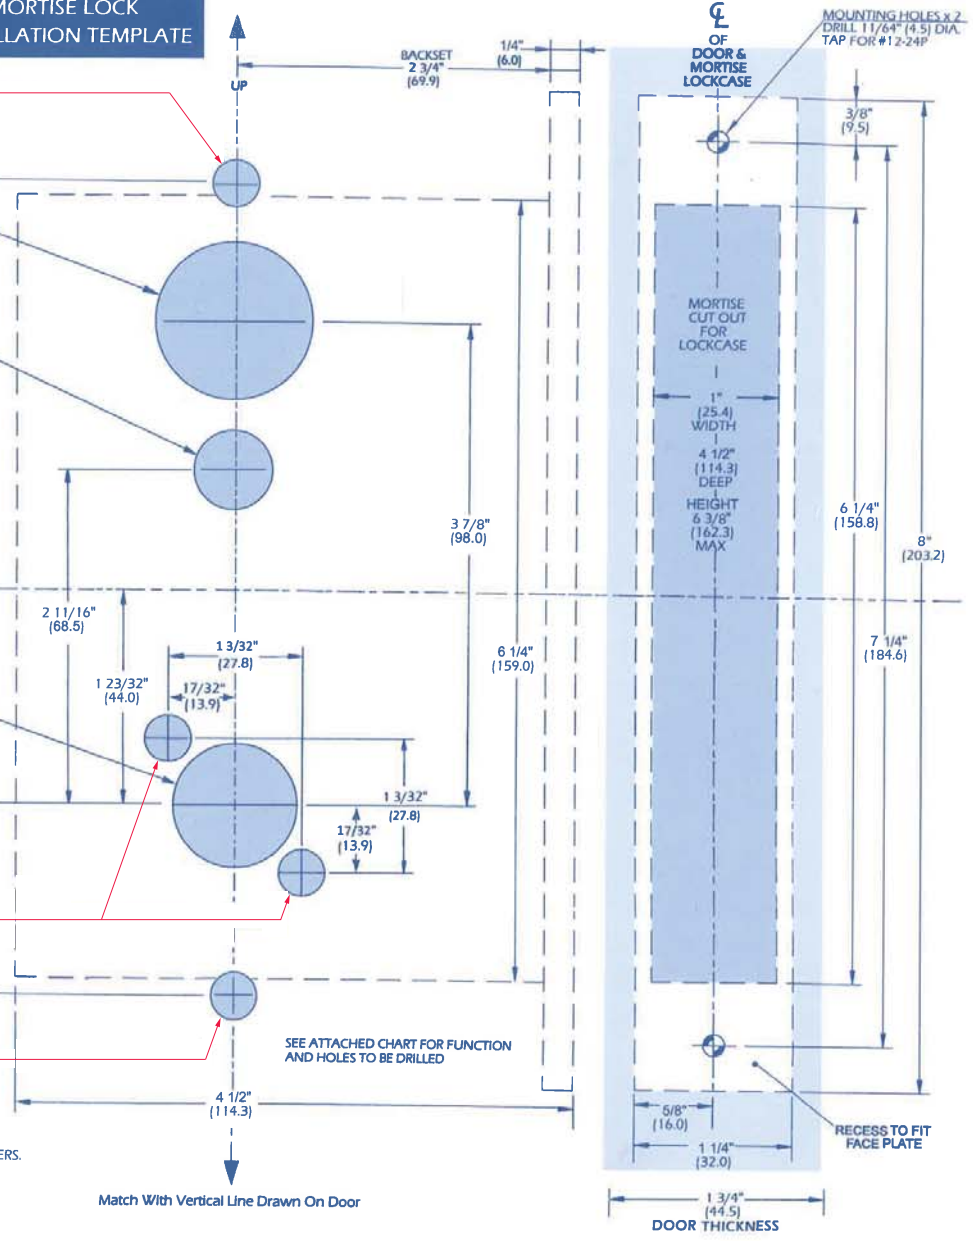 MORTISE LOCK
LLATION TEMPLATE
UP
BACKSET
2 3/4"
(69.9)
1/4"
(6.0)
℄
OF
DOOR &
MORTISE
LOCKCASE
MOUNTING HOLES x 2
DRILL 11/64" (4.5) DIA.
TAP FOR #12-24P
3/8"
(9.5)
MORTISE
CUT OUT
FOR
LOCKCASE
1"
(25.4)
WIDTH
4 1/2"
(114.3)
DEEP
HEIGHT
6 3/8"
(162.3)
MAX
6 1/4"
(158.8)
8"
(203.2)
7 1/4"
(184.6)
3 7/8"
(98.0)
2 11/16"
(68.5)
1 23/32"
(44.0)
1 3/32"
(27.8)
17/32"
(13.9)
6 1/4"
(159.0)
1 3/32"
(27.8)
17/32"
(13.9)
SEE ATTACHED CHART FOR FUNCTION
AND HOLES TO BE DRILLED
4 1/2"
(114.3)
5/8"
(16.0)
1 1/4"
(32.0)
RECESS TO FIT
FACE PLATE
ERS.
Match With Vertical Line Drawn On Door
1 3/4"
(44.5)
DOOR THICKNESS